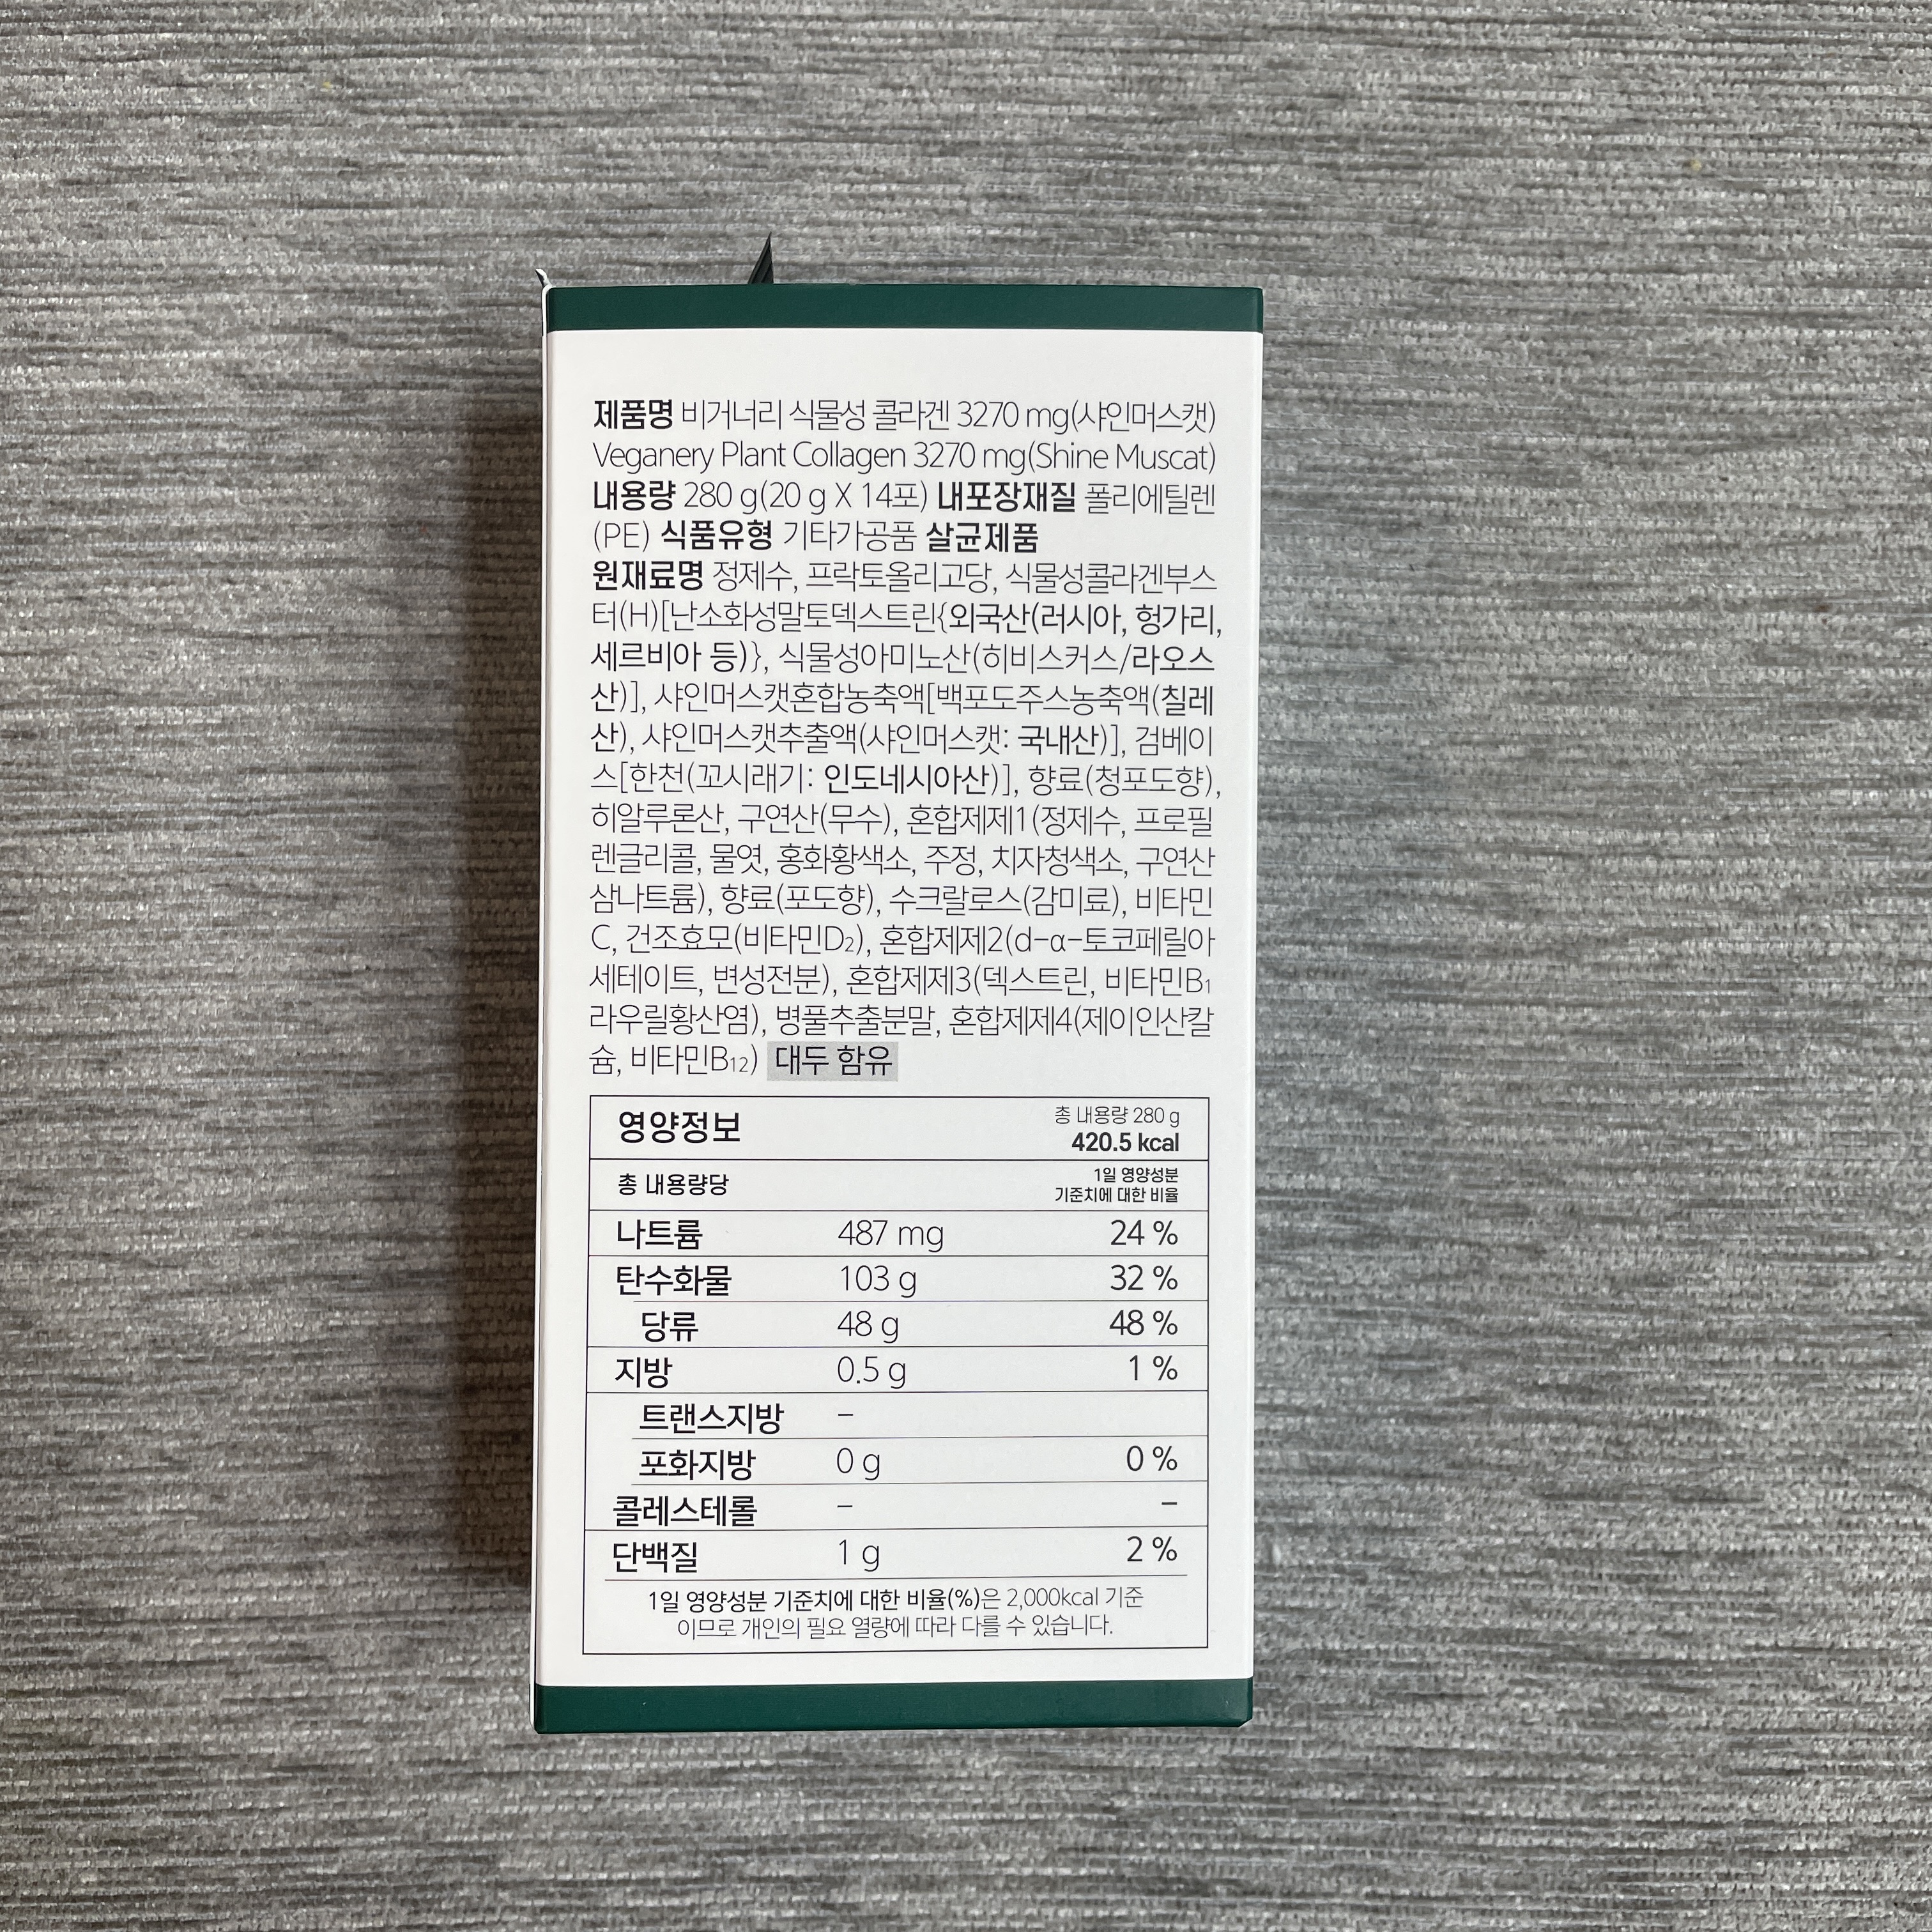 제품명 비거너리 식물성 콜라겐 3270 mg(샤인머스캣)
Veganery Plant Collagen 3270 mg(Shine Muscat)
내용량 280 g(20 g X 14포) 내포장재질 폴리에틸렌
(PE) 식품유형 기타가공품 살균제품
원재료명 정제수, 프락토올리고당, 식물성콜라겐부스
터(H)[난소화성말토덱스트린{외국산(러시아, 헝가리,
세르비아 등)}, 식물성아미노산(히비스커스/라오스
산)], 샤인머스캣혼합농축액[백포도주스농축액(칠레
산), 샤인머스캣추출액(샤인머스캣: 국내산)], 검베이
스[한천(꼬시래기: 인도네시아산)], 향료(청포도향),
히알루론산, 구연산(무수), 혼합제제1(정제수, 프로필
렌글리콜, 물엿, 홍화황색소, 주정, 치자청색소, 구연산
삼나트륨), 향료(포도향), 수크랄로스(감미료), 비타민
C, 건조효모(비타민D₂), 혼합제제2(d-α-토코페릴아
세테이트, 변성전분), 혼합제제3(덱스트린, 비타민B₁
라우릴황산염), 병풀추출분말, 혼합제제4(제이인산칼
슘, 비타민B₁₂) 대두 함유
영양정보 총 내용량 280 g
420.5 kcal
총 내용량당 1일 영양성분
기준치에 대한 비율
나트륨 487 mg 24 %
탄수화물 103 g 32 %
당류 48 g 48 %
지방 0.5 g 1 %
트랜스지방 –
포화지방 0 g 0 %
콜레스테롤 – –
단백질 1 g 2 %
1일 영양성분 기준치에 대한 비율(%)은 2,000kcal 기준
이므로 개인의 필요 열량에 따라 다를 수 있습니다.